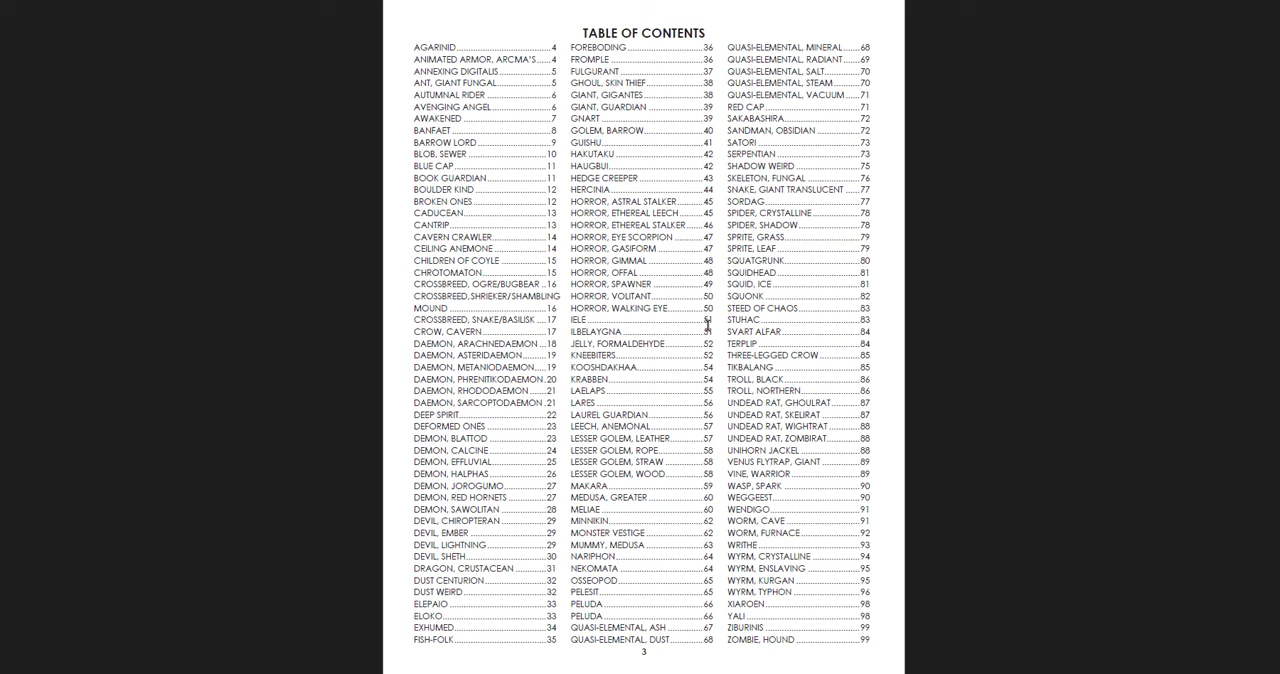 TABLE OF CONTENTS
AGARINID 4
ANIMATED ARMOR, ARCMA'S 4
ANNEXING DIGITALIS 5
ANT, GIANT FUNGAL 5
AUTUMNAL RIDER 6
AVENGING ANGEL 6
AWAKENED 7
BANFAET 8
BARROW LORD 9
BLOB, SEWER 10
BLUE CAP 11
BOOK GUARDIAN 11
BOULDER KIND 12
BROKEN ONES 12
CADUCEAN 13
CANTRIP 13
CAVERN CRAWLER 14
CEILING ANEMONE 14
CHILDREN OF COYLE 15
CHROTOMATON 15
CROSSBREED, OGRE/BUGBEAR 16
CROSSBREED, SHRIEKER/SHAMBLING
MOUND 16
CROSSBREED, SNAKE/BASILISK 17
CROW, CAVERN 17
DAEMON, ARACHNEDAEMON 18
DAEMON, ASTERIDAEMON 19
DAEMON, METANIODAEMON 19
DAEMON, PHRENITIKODAEMON 20
DAEMON, RHODODAEMON 21
DAEMON, SARCOPTODAEMON 21
DEEP SPIRIT 22
DEFORMED ONES 23
DEMON, BLATTOD 23
DEMON, CALCINE 24
DEMON, EFFLUVIAL 25
DEMON, HALPHAS 26
DEMON, JOROGUMO 27
DEMON, RED HORNETS 27
DEMON, SAWOLITAN 28
DEVIL, CHIROPTERAN 29
DEVIL, EMBER 29
DEVIL, LIGHTNING 29
DEVIL, SHETH 30
DRAGON, CRUSTACEAN 31
DUST CENTURION 32
DUST WEIRD 32
ELEPAIO 33
ELOKO 33
EXHUMED 34
FISH-FOLK 35
FOREBODING 36
FROMPLE 36
FULGURANT 37
GHOUL, SKIN THIEF 38
GIANT, GIGANTES 38
GIANT, GUARDIAN 39
GNART 39
GOLEM, BARROW 40
GUISHU 41
HAKUTAKU 42
HAUGBUI 42
HEDGE CREEPER 43
HERCINIA 44
HORROR, ASTRAL STALKER 45
HORROR, ETHEREAL LEECH 45
HORROR, ETHEREAL STALKER 46
HORROR, EYE SCORPION 47
HORROR, GASIFORM 47
HORROR, GIMMAL 48
HORROR, OFFAL 48
HORROR, SPAWNER 49
HORROR, VOLITANT 50
HORROR, WALKING EYE 50
IELE 51
ILBELAYGNA 51
JELLY, FORMALDEHYDE 52
KNEEBITERS 52
KOOSHDAKHAA 54
KRABBEN 54
LAELAPS 55
LARES 56
LAUREL GUARDIAN 56
LEECH, ANEMONAL 57
LESSER GOLEM, LEATHER 57
LESSER GOLEM, ROPE 58
LESSER GOLEM, STRAW 58
LESSER GOLEM, WOOD 58
MAKARA 59
MEDUSA, GREATER 60
MELIAE 60
MINNIKIN 62
MONSTER VESTIGE 62
MUMMY, MEDUSA 63
NARIPHON 64
NEKOMATA 64
OSSEOPOD 65
PELESIT 65
PELUDA 66
PELUDA 66
QUASI-ELEMENTAL, ASH 67
QUASI-ELEMENTAL, DUST 68
QUASI-ELEMENTAL, MINERAL 68
QUASI-ELEMENTAL, RADIANT 69
QUASI-ELEMENTAL, SALT 70
QUASI-ELEMENTAL, STEAM 70
QUASI-ELEMENTAL, VACUUM 71
RED CAP 71
SAKABASHIRA 72
SANDMAN, OBSIDIAN 72
SATORI 73
SERPENTIAN 73
SHADOW WEIRD 75
SKELETON, FUNGAL 76
SNAKE, GIANT TRANSLUCENT 77
SORDAG 77
SPIDER, CRYSTALLINE 78
SPIDER, SHADOW 78
SPRITE, GRASS 79
SPRITE, LEAF 79
SQUATGRUNK 80
SQUIDHEAD 81
SQUID, ICE 81
SQUONK 82
STEED OF CHAOS 83
STUHAC 83
SVART ALFAR 84
TERPLIP 84
THREE-LEGGED CROW 85
TIKBALANG 85
TROLL, BLACK 86
TROLL, NORTHERN 86
UNDEAD RAT, GHOULRAT 87
UNDEAD RAT, SKELIRAT 87
UNDEAD RAT, WIGHTRAT 88
UNDEAD RAT, ZOMBIRAT 88
UNIHORN JACKEL 88
VENUS FLYTRAP, GIANT 89
VINE, WARRIOR 89
WASP, SPARK 90
WEGGEEST 90
WENDIGO 91
WORM, CAVE 91
WORM, FURNACE 92
WRITHE 93
WYRM, CRYSTALLINE 94
WYRM, ENSLAVING 95
WYRM, KURGAN 95
WYRM, TYPHON 96
XIAROEN 98
YALI 98
ZIBURINIS 99
ZOMBIE, HOUND 99
3